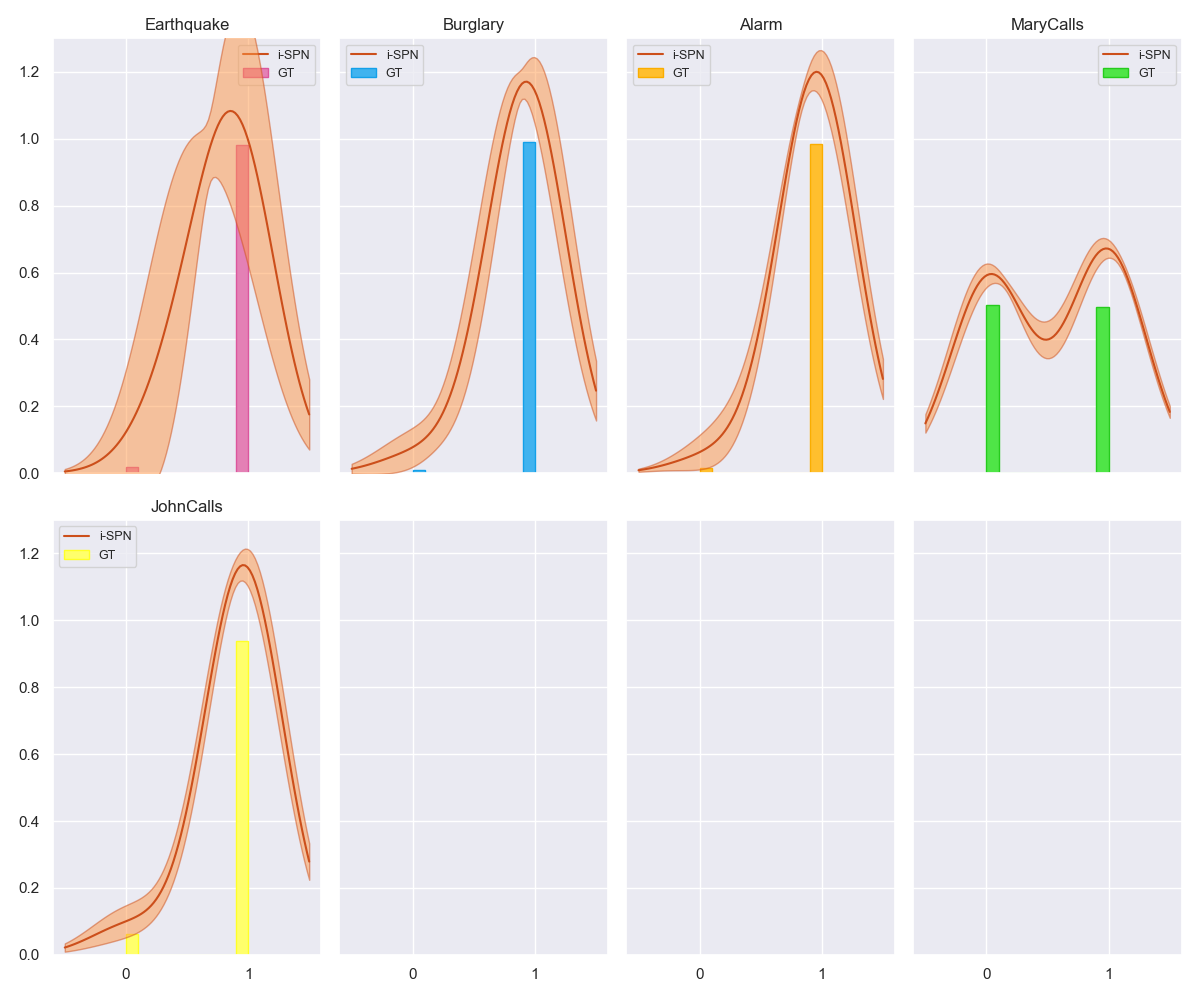 Earthquake
i-SPN
GT
1.2
1.0
0.8
0.6
0.4
0.2
0.0
Burglary
i-SPN
GT
Alarm
i-SPN
GT
MaryCalls
i-SPN
GT
JohnCalls
i-SPN
GT
1.2
1.0
0.8
0.6
0.4
0.2
0.0
0 1
0 1
0 1
0 1